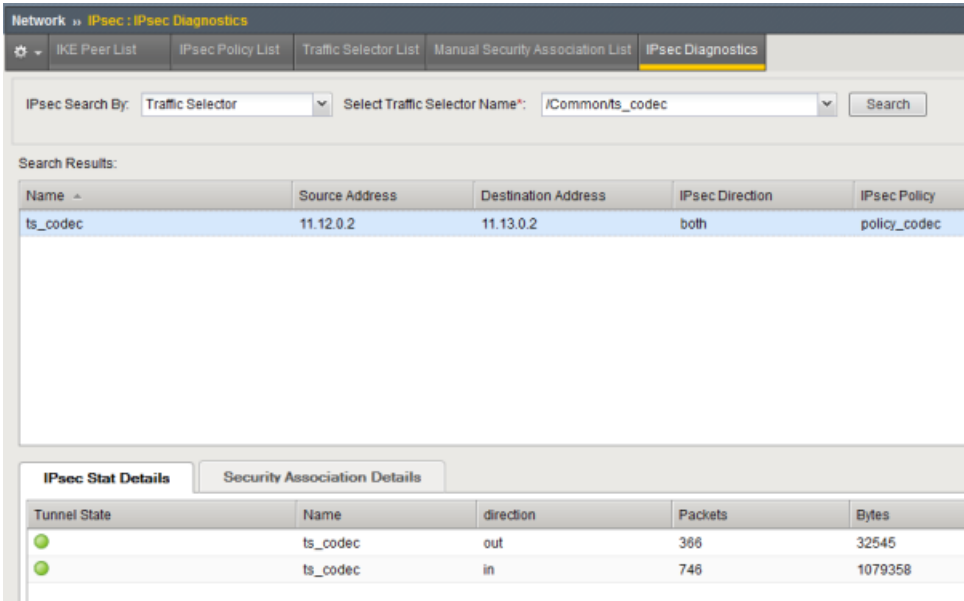 Network » IPsec : IPsec Diagnostics
IKE Peer List IPsec Policy List Traffic Selector List Manual Security Association List IPsec Diagnostics
IPsec Search By: Traffic Selector Select Traffic Selector Name*: /Common/ts_codec Search
Search Results:
Name Source Address Destination Address IPsec Direction IPsec Policy
ts_codec 11.12.0.2 11.13.0.2 both policy_codec
IPsec Stat Details Security Association Details
Tunnel State Name direction Packets Bytes
ts_codec out 366 32545
ts_codec in 746 1079358